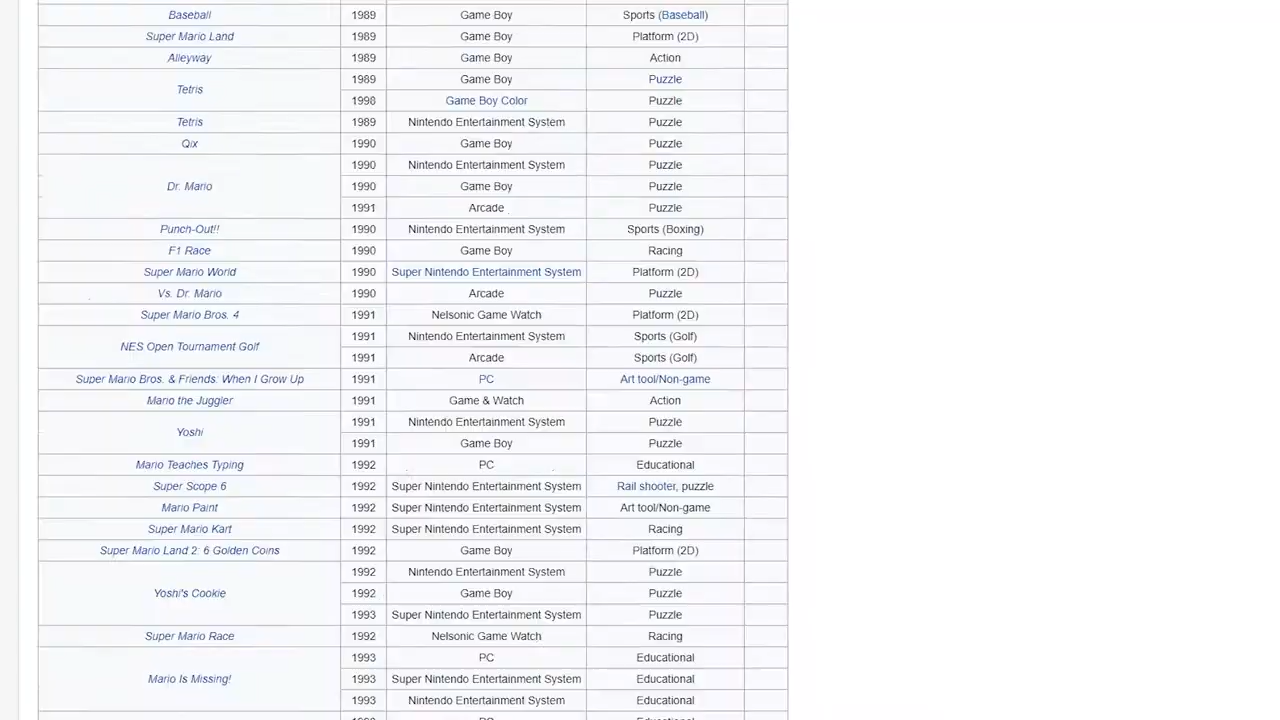 Baseball 1989 Game Boy Sports (Baseball)
Super Mario Land 1989 Game Boy Platform (2D)
Alleyway 1989 Game Boy Action
Tetris 1989 Game Boy Puzzle
1998 Game Boy Color Puzzle
Tetris 1989 Nintendo Entertainment System Puzzle
Qix 1990 Game Boy Puzzle
Dr. Mario 1990 Nintendo Entertainment System Puzzle
1990 Game Boy Puzzle
1991 Arcade Puzzle
Punch-Out!! 1990 Nintendo Entertainment System Sports (Boxing)
F1 Race 1990 Game Boy Racing
Super Mario World 1990 Super Nintendo Entertainment System Platform (2D)
Vs. Dr. Mario 1990 Arcade Puzzle
Super Mario Bros. 4 1991 Nelsonic Game Watch Platform (2D)
NES Open Tournament Golf 1991 Nintendo Entertainment System Sports (Golf)
1991 Arcade Sports (Golf)
Super Mario Bros. & Friends: When I Grow Up 1991 PC Art tool/Non-game
Mario the Juggler 1991 Game & Watch Action
Yoshi 1991 Nintendo Entertainment System Puzzle
1991 Game Boy Puzzle
Mario Teaches Typing 1992 PC Educational
Super Scope 6 1992 Super Nintendo Entertainment System Rail shooter, puzzle
Mario Paint 1992 Super Nintendo Entertainment System Art tool/Non-game
Super Mario Kart 1992 Super Nintendo Entertainment System Racing
Super Mario Land 2: 6 Golden Coins 1992 Game Boy Platform (2D)
Yoshi's Cookie 1992 Nintendo Entertainment System Puzzle
1992 Game Boy Puzzle
1993 Super Nintendo Entertainment System Puzzle
Super Mario Race 1992 Nelsonic Game Watch Racing
Mario Is Missing! 1993 PC Educational
1993 Super Nintendo Entertainment System Educational
1993 Nintendo Entertainment System Educational